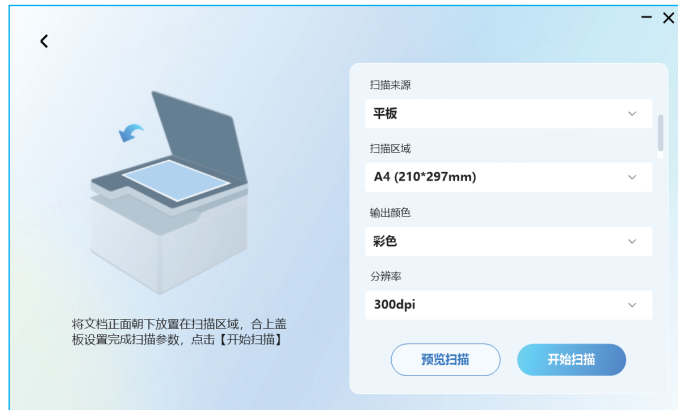 扫描来源
平板
扫描区域
A4 (210*297mm)
输出颜色
彩色
分辨率
300dpi
将文档正面朝下放置在扫描区域，合上盖
板设置完成扫描参数，点击【开始扫描】
预览扫描
开始扫描